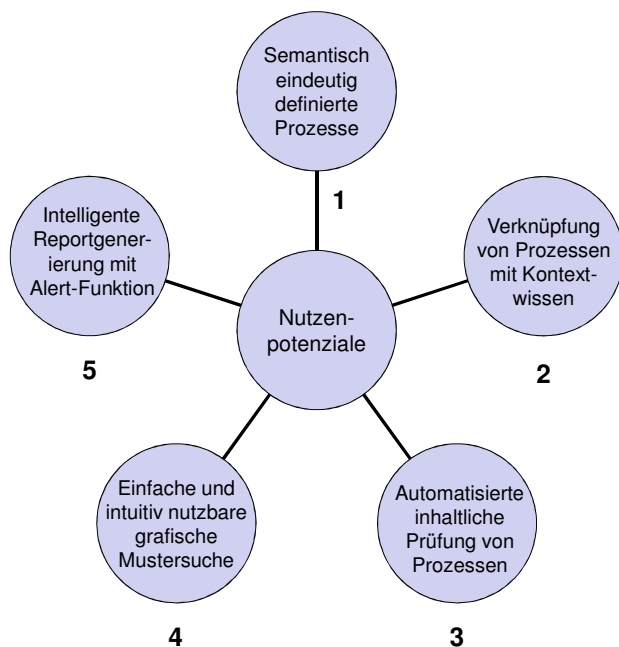 Semantisch
eindeutig
definierte
Prozesse
1
Verknüpfung
von Prozessen
mit Kontext-
wissen
2
Automatisierte
inhaltliche
Prüfung von
Prozessen
3
Einfache und
intuitiv nutzbare
grafische
Mustersuche
4
Intelligente
Reportgener-
ierung mit
Alert-Funktion
5
Nutzen-
potenziale